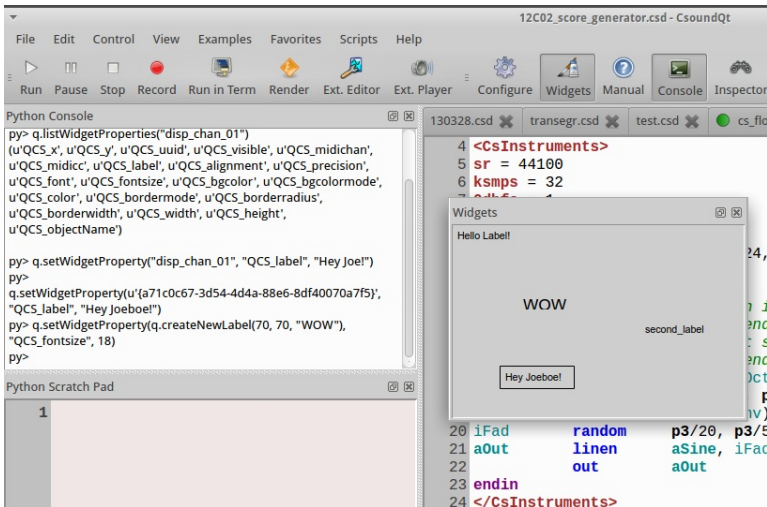 12C02_score_generator.csd - CsoundQt
File Edit Control View Examples Favorites Scripts Help
Run Pause Stop Record Run in Term Render Ext. Editor Ext. Player Configure Widgets Manual Console Inspector
Python Console
py> q.listWidgetProperties("disp_chan_01")
(u'QCS_x', u'QCS_y', u'QCS_uuid', u'QCS_visible', u'QCS_midichan',
u'QCS_midicc', u'QCS_label', u'QCS_alignment', u'QCS_precision',
u'QCS_font', u'QCS_fontsize', u'QCS_bgcolor', u'QCS_bgcolormode',
u'QCS_color', u'QCS_bordermode', u'QCS_borderradius',
u'QCS_borderwidth', u'QCS_width', u'QCS_height',
u'QCS_objectName')
py> q.setWidgetProperty("disp_chan_01", "QCS_label", "Hey Joe!")
py>
q.setWidgetProperty(u'{a71c0c67-3d54-4d4a-88e6-8df40070a7f5}',
"QCS_label", "Hey Joeboe!")
py> q.setWidgetProperty(q.createNewLabel(70, 70, "WOW"),
"QCS_fontsize", 18)
py>
Python Scratch Pad
1
130328.csd transegr.csd test.csd cs_flo
4 <CsInstruments>
5 sr = 44100
6 ksmps = 32
Widgets
Hello Label!
WOW
second_label
Hey Joeboe!
24,
20 iFad random p3/20, p3/5
21 aOut linen aSine, iFad
22 out aOut
23 endin
24 </CsInstruments>